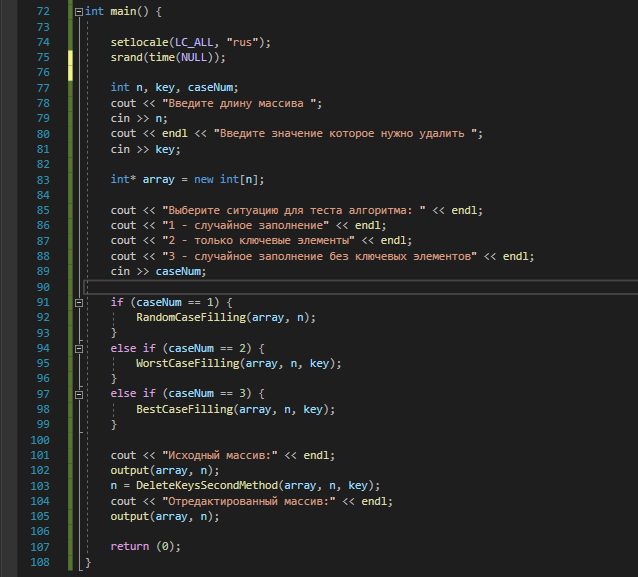 72 int main() {
73
74 setlocale(LC_ALL, "rus");
75 srand(time(NULL));
76
77 int n, key, caseNum;
78 cout << "Введите длину массива ";
79 cin >> n;
80 cout << endl << "Введите значение которое нужно удалить ";
81 cin >> key;
82
83 int* array = new int[n];
84
85 cout << "Выберите ситуацию для теста алгоритма: " << endl;
86 cout << "1 - случайное заполнение" << endl;
87 cout << "2 - только ключевые элементы" << endl;
88 cout << "3 - случайное заполнение без ключевых элементов" << endl;
89 cin >> caseNum;
90
91 if (caseNum == 1) {
92 RandomCaseFilling(array, n);
93 }
94 else if (caseNum == 2) {
95 WorstCaseFilling(array, n, key);
96 }
97 else if (caseNum == 3) {
98 BestCaseFilling(array, n, key);
99 }
100
101 cout << "Исходный массив:" << endl;
102 output(array, n);
103 n = DeleteKeysSecondMethod(array, n, key);
104 cout << "Отредактированный массив:" << endl;
105 output(array, n);
106
107 return (0);
108 }